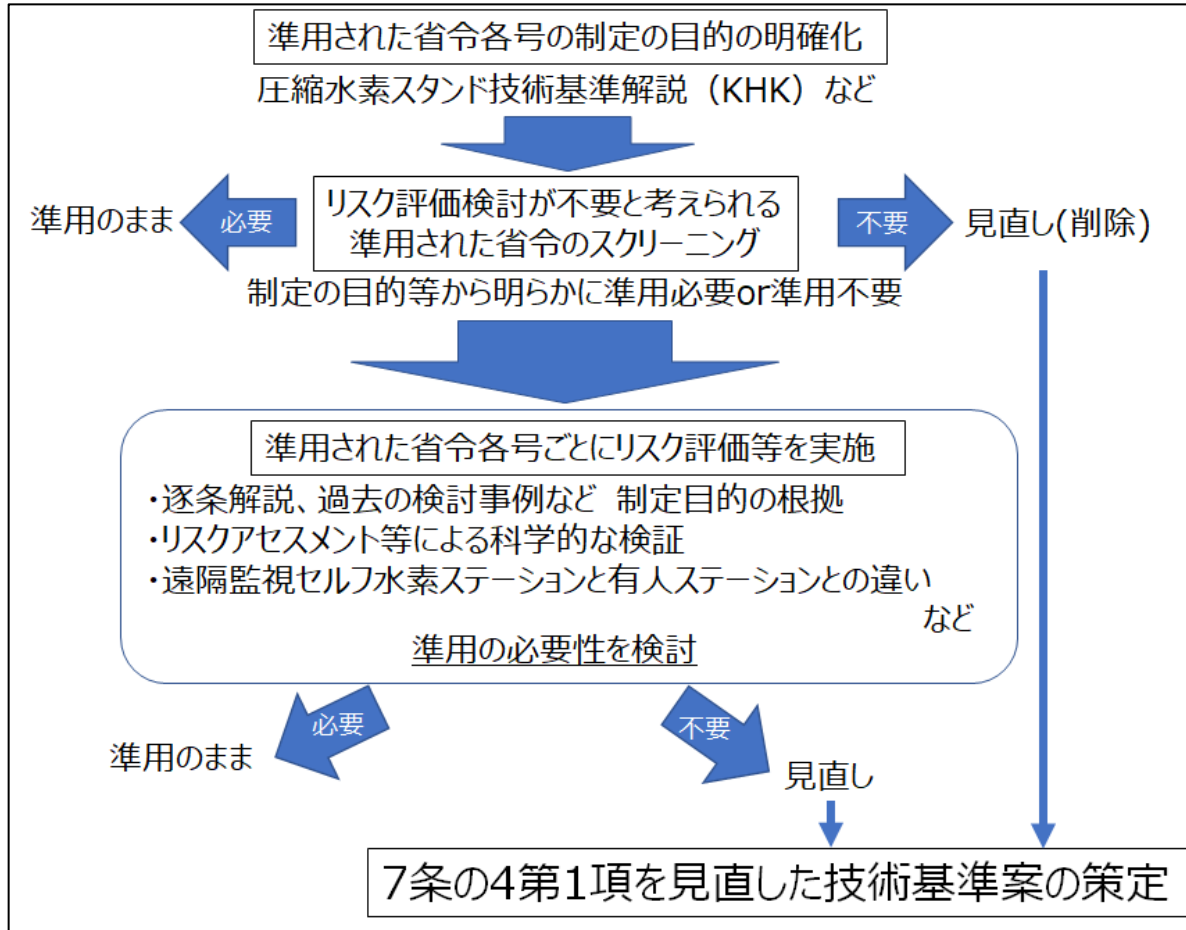 準用された省令各号の制定の目的の明確化
圧縮水素スタンド技術基準解説（KHK）など
準用のまま
必要
リスク評価検討が不要と考えられる
準用された省令のスクリーニング
不要
見直し(削除)
制定の目的等から明らかに準用必要or準用不要
準用された省令各号ごとにリスク評価等を実施
・逐条解説、過去の検討事例など 制定目的の根拠
・リスクアセスメント等による科学的な検証
・遠隔監視セルフ水素ステーションと有人ステーションとの違い
など
準用の必要性を検討
必要
不要
準用のまま
見直し
7条の4第1項を見直した技術基準案の策定